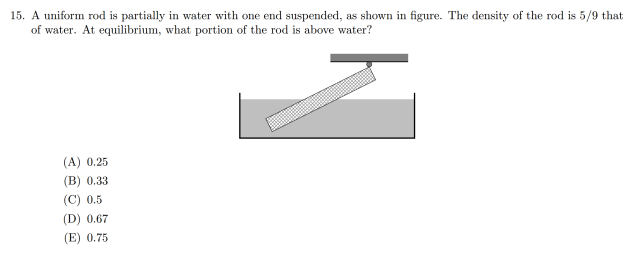 15. A uniform rod is partially in water with one end suspended, as shown in figure. The density of the rod is 5/9 that
of water. At equilibrium, what portion of the rod is above water?
(A) 0.25
(B) 0.33
(C) 0.5
(D) 0.67
(E) 0.75